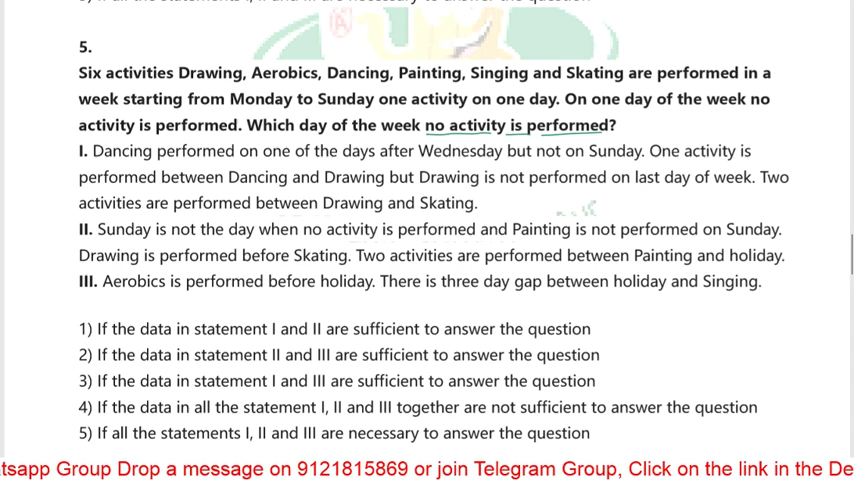 5.
Six activities Drawing, Aerobics, Dancing, Painting, Singing and Skating are performed in a
week starting from Monday to Sunday one activity on one day. On one day of the week no
activity is performed. Which day of the week no activity is performed?
I. Dancing performed on one of the days after Wednesday but not on Sunday. One activity is
performed between Dancing and Drawing but Drawing is not performed on last day of week. Two
activities are performed between Drawing and Skating.
II. Sunday is not the day when no activity is performed and Painting is not performed on Sunday.
Drawing is performed before Skating. Two activities are performed between Painting and holiday.
III. Aerobics is performed before holiday. There is three day gap between holiday and Singing.
1) If the data in statement I and II are sufficient to answer the question
2) If the data in statement II and III are sufficient to answer the question
3) If the data in statement I and III are sufficient to answer the question
4) If the data in all the statement I, II and III together are not sufficient to answer the question
5) If all the statements I, II and III are necessary to answer the question
tsapp Group Drop a message on 9121815869 or join Telegram Group, Click on the link in the De